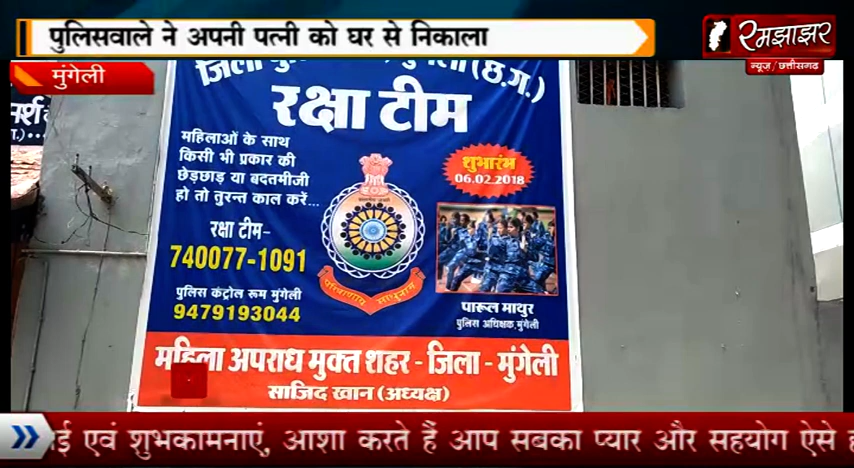 पुलिसवाले ने अपनी पत्नी को घर से निकाला
रमझाझर
न्यूज/छत्तीसगढ़
मुंगेली
जिला
मुंगेली (छ.ग.)
रक्षा टीम
महिलाओं के साथ
किसी भी प्रकार की
छेड़छाड़ या बदतमीजी
हो तो तुरन्त काल करें...
शुभारंभ
06.02.2018
रक्षा टीम-
740077-1091
पुलिस कंट्रोल रूम मुंगेली
9479193044
परित्राणाय साधुनाम
पारूल माथुर
पुलिस अधिक्षक, मुंगेली
महिला अपराध मुक्त शहर - जिला - मुंगेली
साजिद खान (अध्यक्ष)
एवं शुभकामनाएं, आशा करते हैं आप सबका प्यार और सहयोग ऐसे